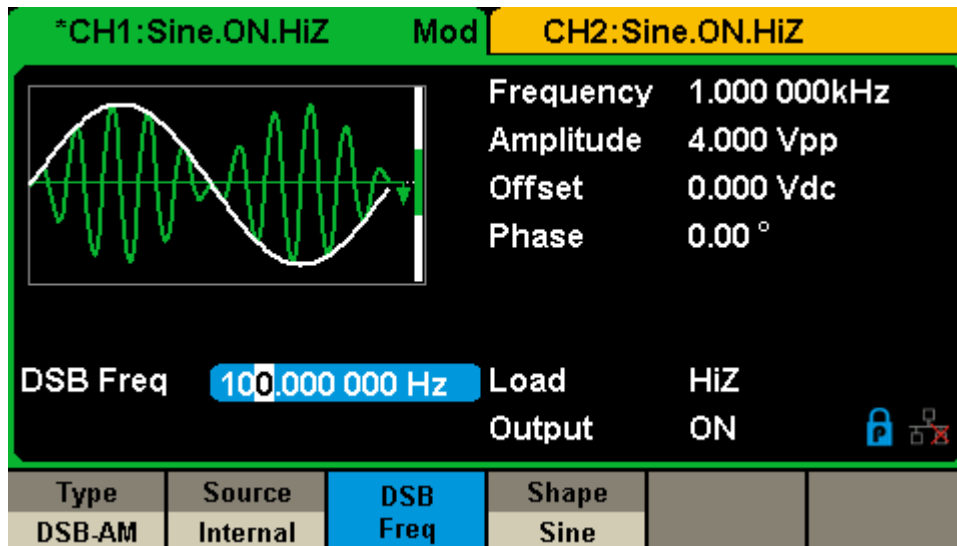 *CH1:Sine.ON.HiZ Mod CH2:Sine.ON.HiZ
Frequency 1.000 000kHz
Amplitude 4.000 Vpp
Offset 0.000 Vdc
Phase 0.00 °
DSB Freq 100.000 000 Hz Load HiZ
Output ON P
Type Source DSB Freq Shape
DSB-AM Internal Sine